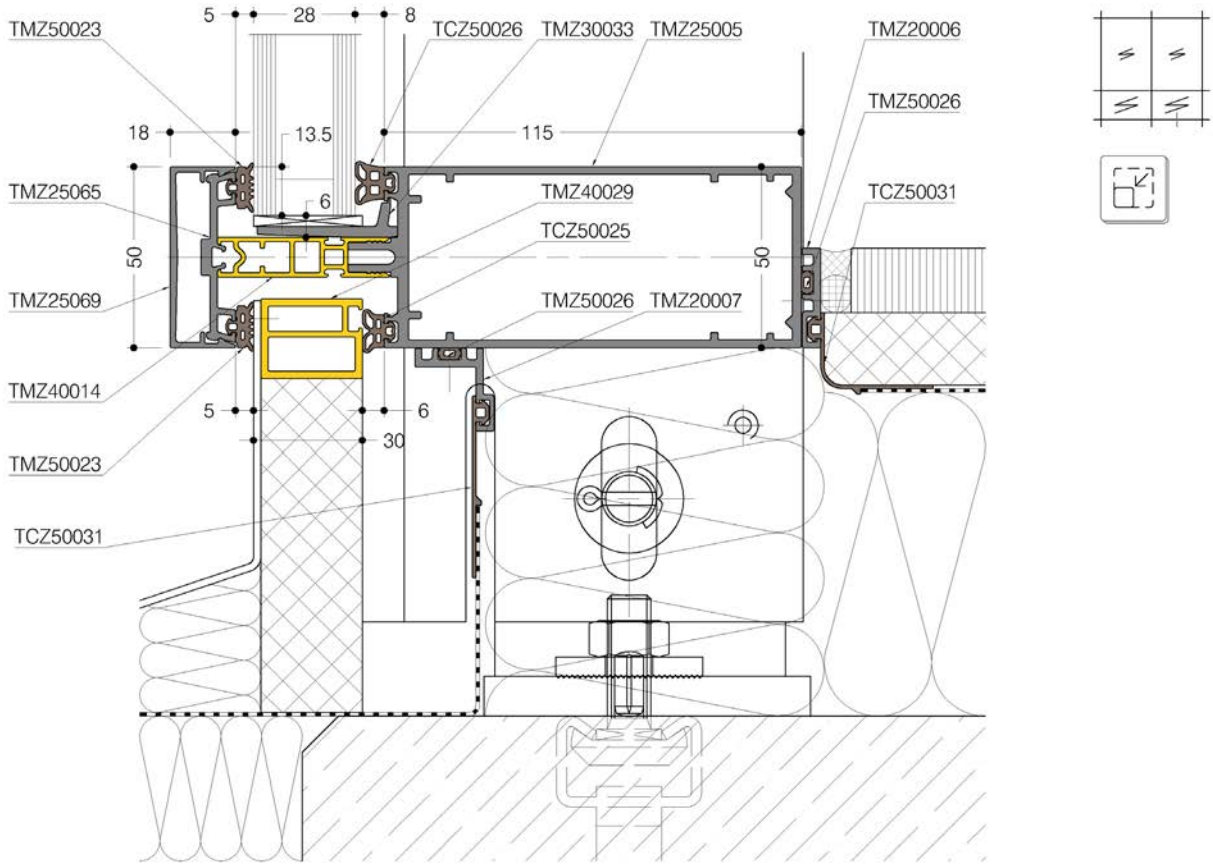 5 28 8
TMZ50023 TCZ50026 TMZ30033 TMZ25005 TMZ20006
TMZ50026
18 13.5 115
TMZ25065 TMZ40029 TCZ50031
6
TCZ50025
50 50
TMZ25069 TMZ50026 TMZ20007
TMZ40014
5 6
30
TMZ50023
TCZ50031